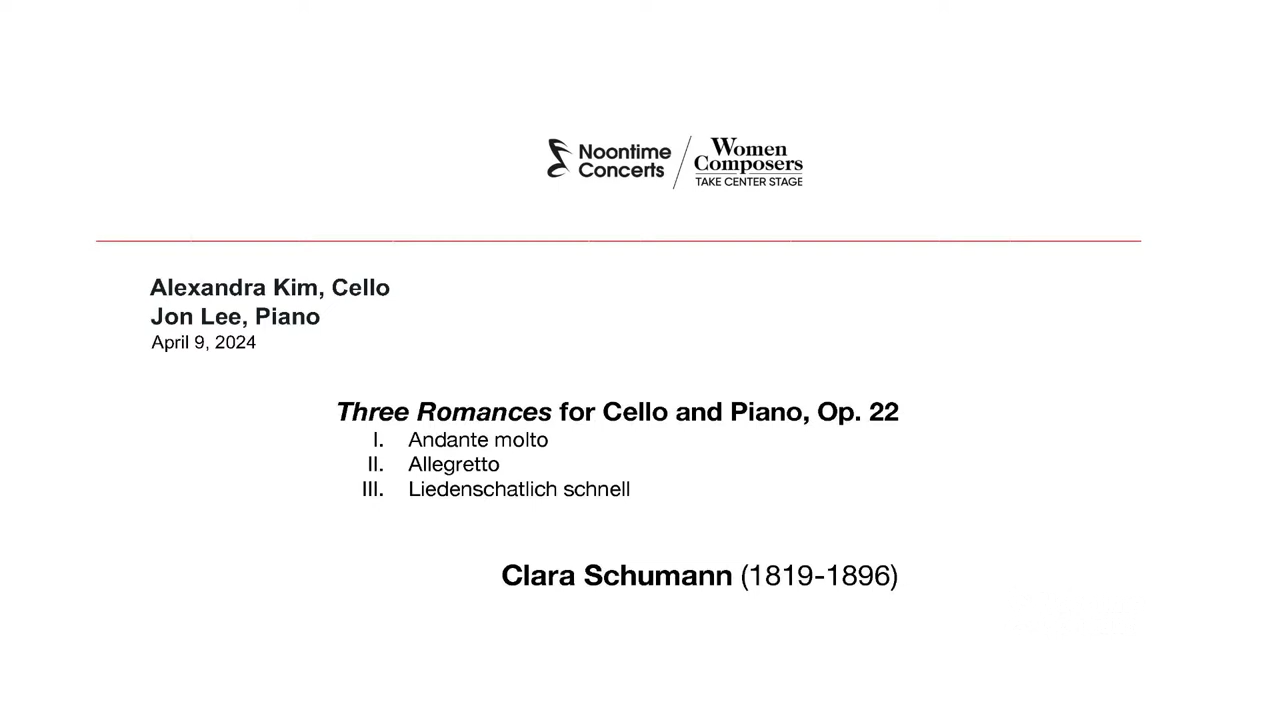 Noontime
Concerts
Women
Composers
TAKE CENTER STAGE
Alexandra Kim, Cello
Jon Lee, Piano
April 9, 2024
Three Romances for Cello and Piano, Op. 22
I. Andante molto
II. Allegretto
III. Liedenschatlich schnell
Clara Schumann (1819-1896)